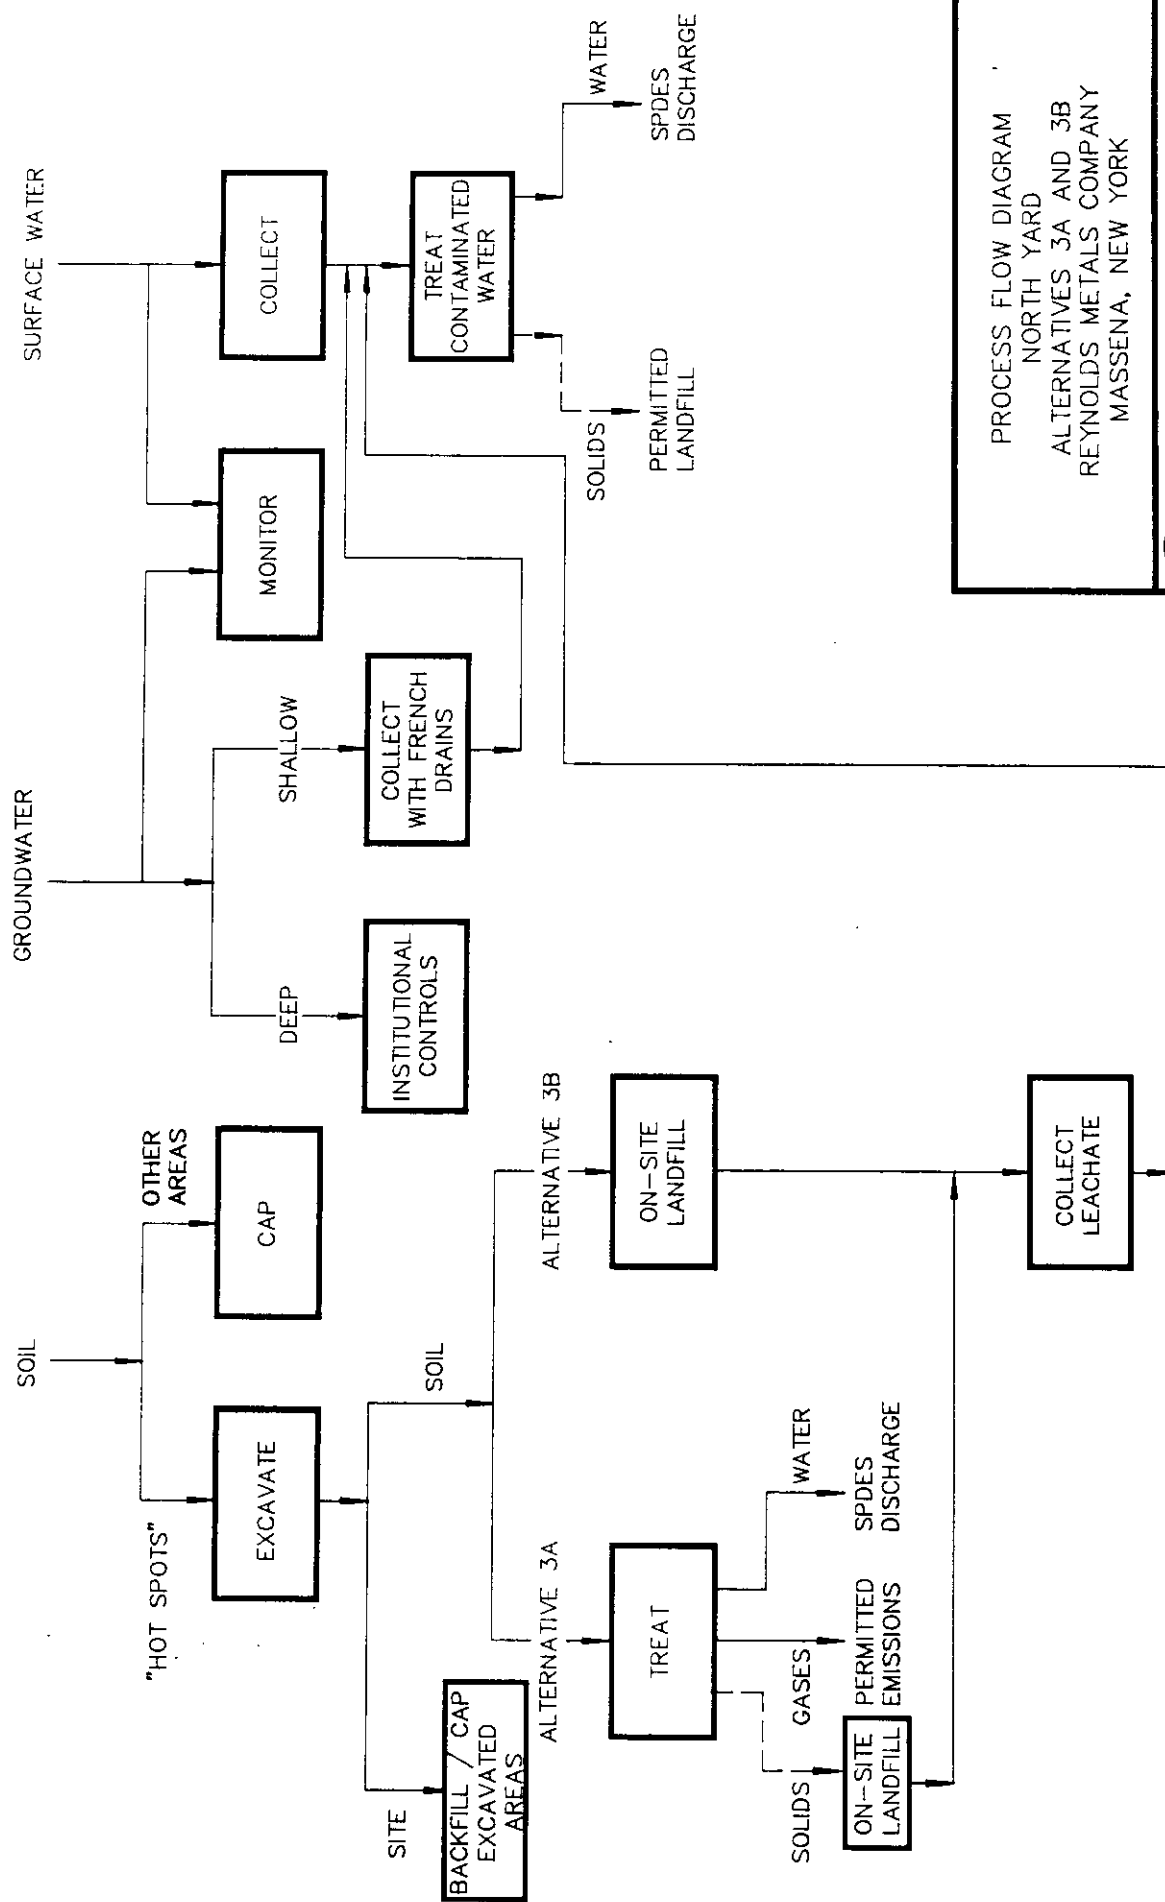 SOIL
GROUNDWATER
SURFACE WATER
"HOT SPOTS"
OTHER
AREAS
EXCAVATE
CAP
MONITOR
COLLECT
DEEP
SHALLOW
SITE
SOIL
INSTITUTIONAL
CONTROLS
COLLECT
WITH FRENCH
DRAINS
TREAT
CONTAMINATED
WATER
BACKFILL / CAP
EXCAVATED
AREAS
ALTERNATIVE 3A
ALTERNATIVE 3B
SOLIDS
WATER
PERMITTED
LANDFILL
SPDES
DISCHARGE
TREAT
ON-SITE
LANDFILL
SOLIDS
GASES
WATER
ON-SITE
LANDFILL
PERMITTED
EMISSIONS
SPDES
DISCHARGE
COLLECT
LEACHATE
PROCESS FLOW DIAGRAM
NORTH YARD
ALTERNATIVES 3A AND 3B
REYNOLDS METALS COMPANY
MASSENA, NEW YORK